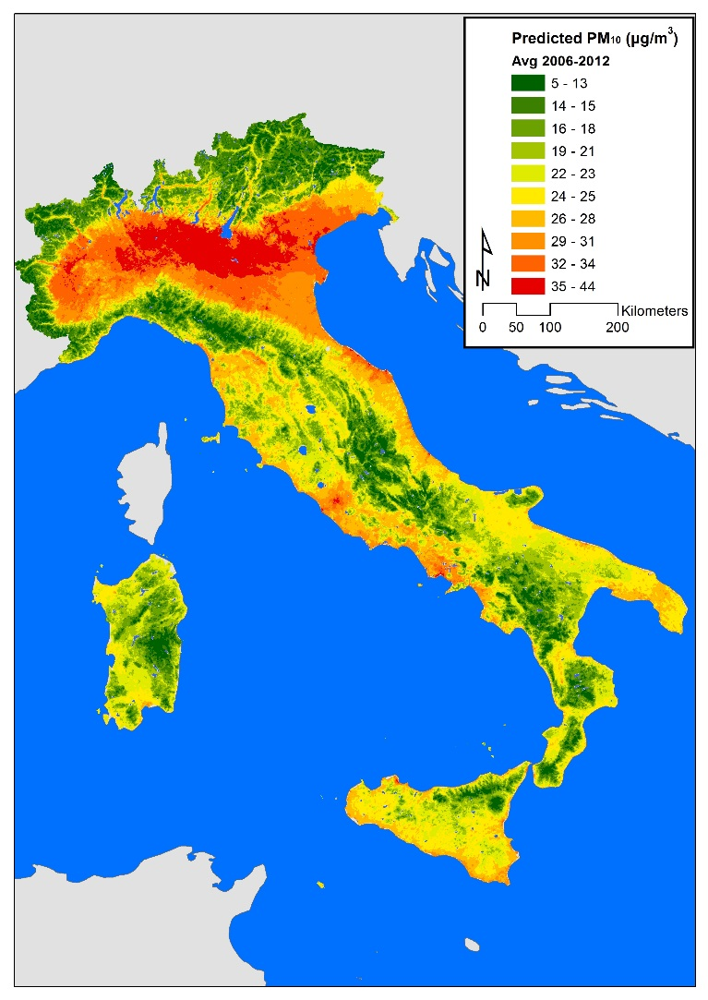 Predicted PM10 (µg/m3)
Avg 2006-2012
5 - 13
14 - 15
16 - 18
19 - 21
22 - 23
24 - 25
26 - 28
29 - 31
32 - 34
35 - 44
N
Kilometers
0 50 100 200